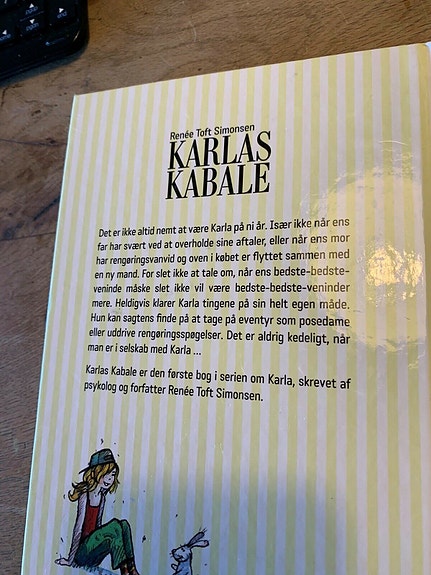 Renée Toft Simonsen
KARLAS
KABALE
Det er ikke altid nemt at være Karla på ni år. Især ikke når ens
far har svært ved at overholde sine aftaler, eller når ens mor
har rengøringsvanvid og oven i købet er flyttet sammen med
en ny mand. For slet ikke at tale om, når ens bedste-bedste-
veninde måske slet ikke vil være bedste-bedste-veninder
mere. Heldigvis klarer Karla tingene på sin helt egen måde.
Hun kan sagtens finde på at tage på eventyr som posedame
eller uddrive rengøringsspøgelser. Det er aldrig kedeligt, når
man er i selskab med Karla ...
Karlas Kabale er den første bog i serien om Karla, skrevet af
psykolog og forfatter Renée Toft Simonsen.